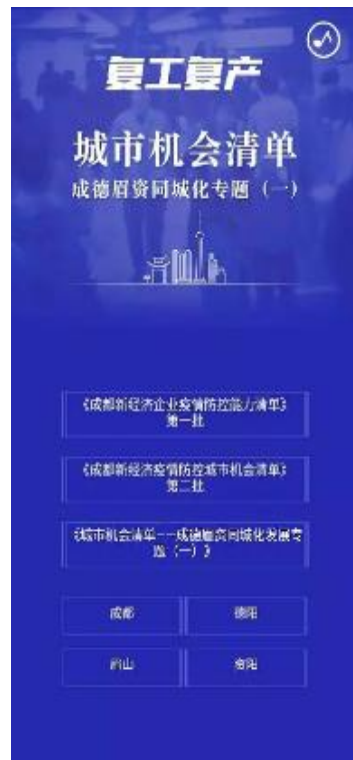 复工复产
城市机会清单
成德眉资同城化专题（一）
《成都新经济企业疫情防控能力清单》
第一批
《成都新经济疫情防控城市机会清单》
第二批
《城市机会清单——成德眉资同城化发展专
题（一）》
成都
德阳
眉山
资阳